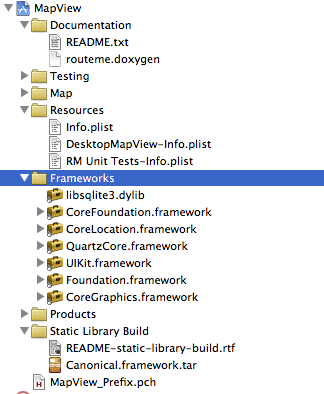 MapView
Documentation
README.txt
routeme.doxygen
Testing
Map
Resources
Info.plist
DesktopMapView-Info.plist
RM Unit Tests-Info.plist
Frameworks
libsqlite3.dylib
CoreFoundation.framework
CoreLocation.framework
QuartzCore.framework
UIKit.framework
Foundation.framework
CoreGraphics.framework
Products
Static Library Build
README-static-library-build.rtf
Canonical.framework.tar
MapView_Prefix.pch